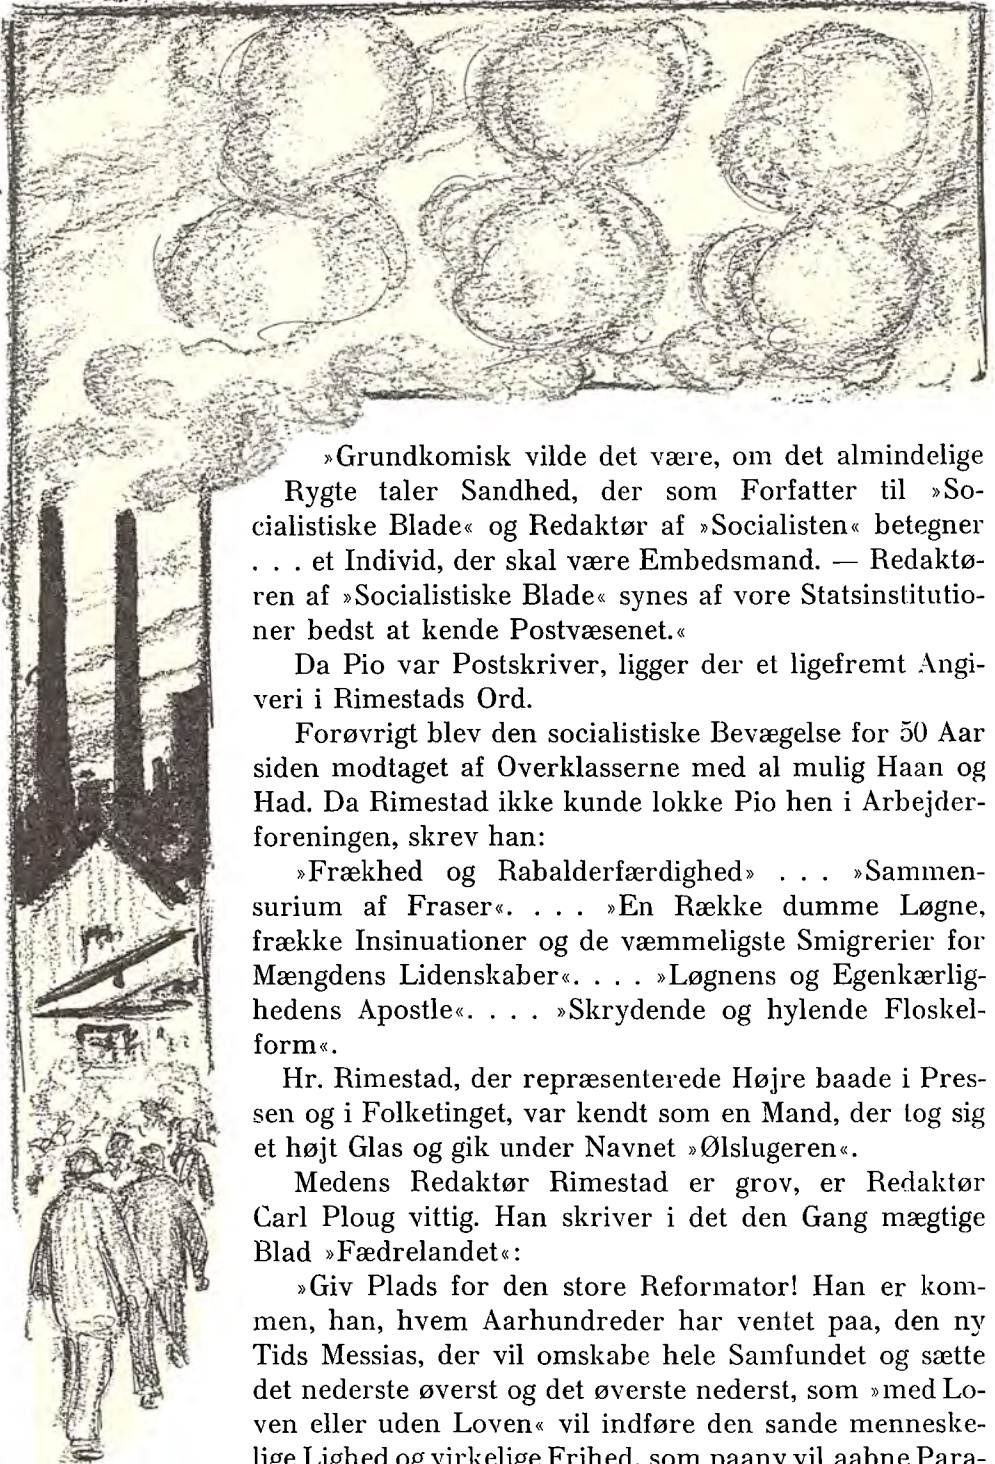 »Grundkomisk vilde det være, om det almindelige
Rygte taler Sandhed, der som Forfatter til »So-
cialistiske Blade« og Redaktør af »Socialisten« betegner
. . . et Individ, der skal være Embedsmand. — Redaktø-
ren af »Socialistiske Blade« synes af vore Statsinstitutio-
ner bedst at kende Postvæsenet.«
Da Pio var Postskriver, ligger der et ligefremt Angi-
veri i Rimestads Ord.
Forøvrigt blev den socialistiske Bevægelse for 50 Aar
siden modtaget af Overklasserne med al mulig Haan og
Had. Da Rimestad ikke kunde lokke Pio hen i Arbejder-
foreningen, skrev han:
»Frækhed og Rabalderfærdighed» . . . »Sammen-
surium af Fraser«. . . . »En Række dumme Løgne,
frække Insinuationer og de væmmeligste Smigrerier for
Mængdens Lidenskaber«. . . . »Løgnens og Egenkærlig-
hedens Apostle«. . . . »Skrydende og hylende Floskel-
form«.
Hr. Rimestad, der repræsenterede Højre baade i Pres-
sen og i Folketinget, var kendt som en Mand, der tog sig
et højt Glas og gik under Navnet »Ølslugeren«.
Medens Redaktør Rimestad er grov, er Redaktør
Carl Ploug vittig. Han skriver i det den Gang mægtige
Blad »Fædrelandet«:
»Giv Plads for den store Reformator! Han er kom-
men, han, hvem Aarhundreder har ventet paa, den ny
Tids Messias, der vil omskabe hele Samfundet og sætte
det nederste øverst og det øverste nederst, som »med Lo-
ven eller uden Loven« vil indføre den sande menneske-
lige Lighed og virkelige Frihed, som paany vil aabne Para-